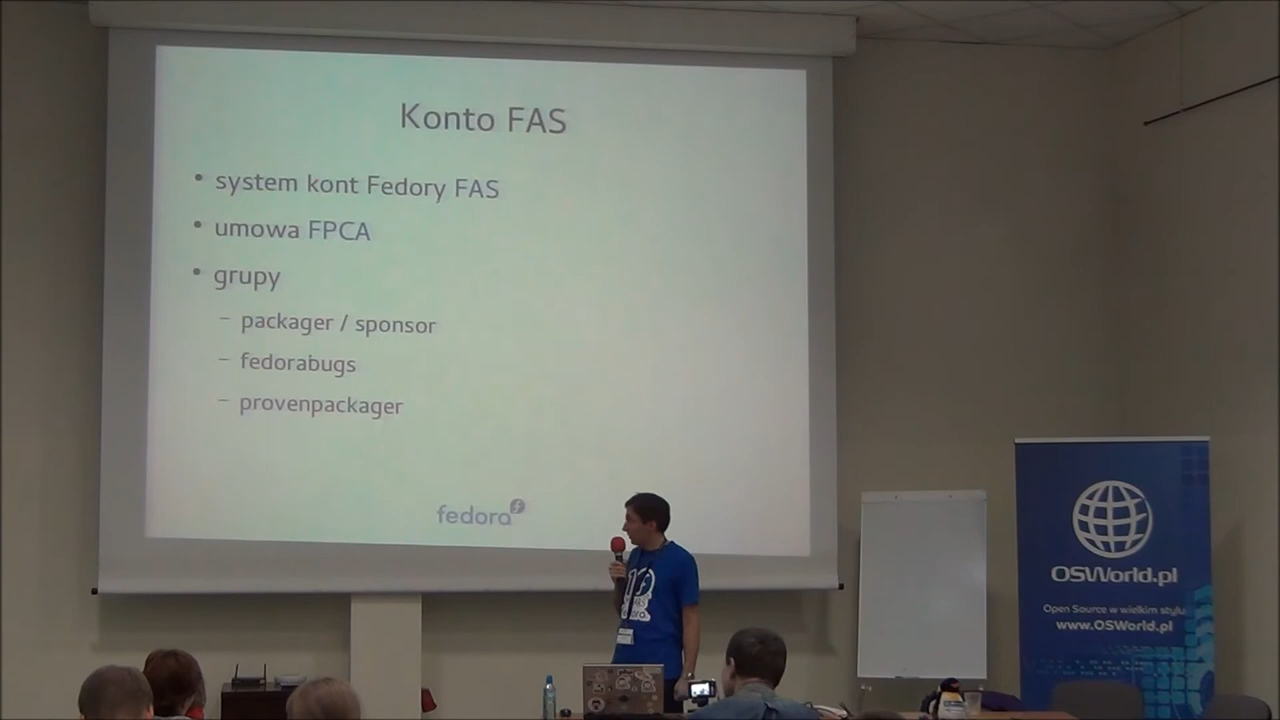 Konto FAS
• system kont Fedory FAS
• umowa FPCA
• grupy
– packager / sponsor
– fedorabugs
– provenpackager
fedora
OSWorld.pl
Open Source w wielkim stylu
www.OSWorld.pl